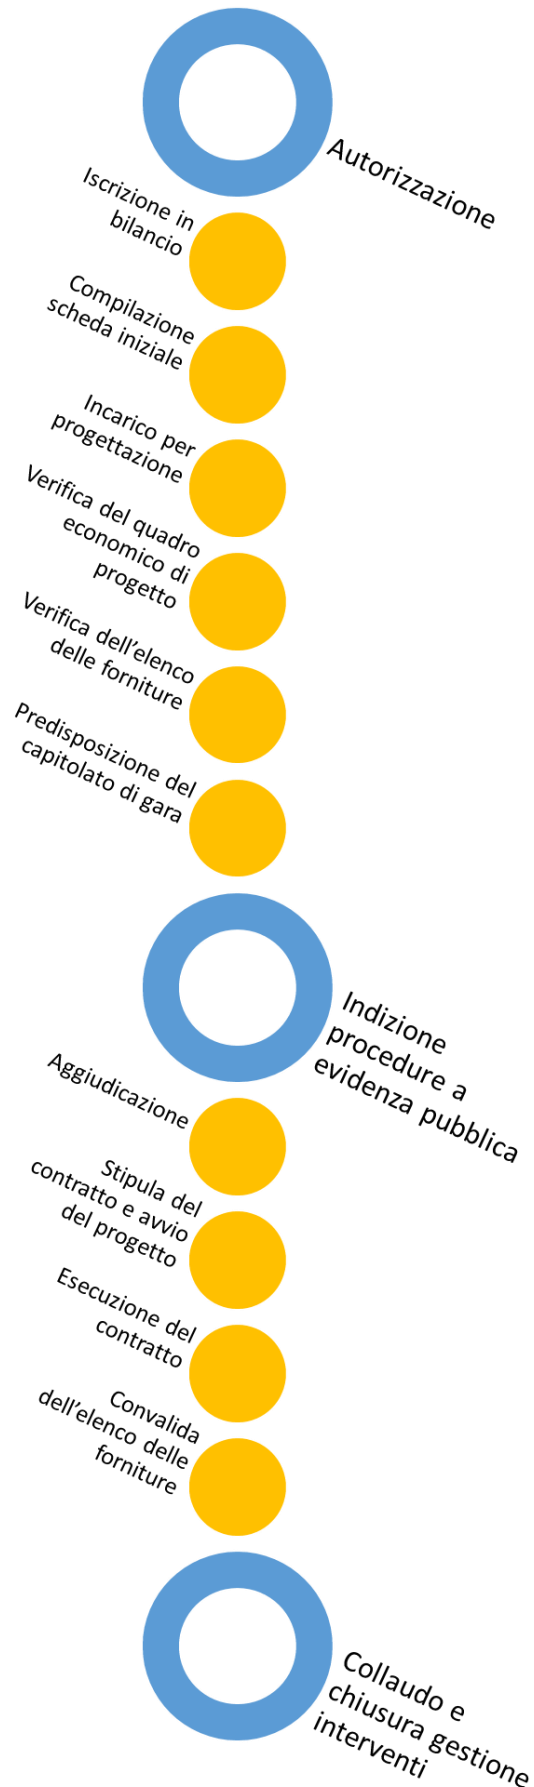 Autorizzazione
Iscrizione in
bilancio
Compilazione
scheda iniziale
Incarico per
progettazione
Verifica del quadro
economico di
progetto
Verifica dell'elenco
delle forniture
Predisposizione del
capitolato di gara
Indizione
procedure a
evidenza pubblica
Aggiudicazione
Stipula del
contratto e avvio
del progetto
Esecuzione del
contratto
Convalida
dell'elenco delle
forniture
Collaudo e
chiusura gestione
interventi